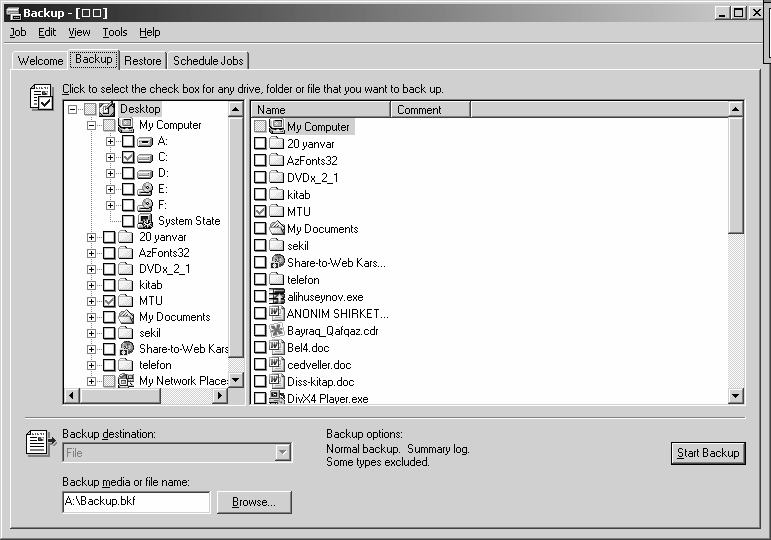 Backup - [□□]
Job Edit View Tools Help
Welcome Backup Restore Schedule Jobs
Click to select the check box for any drive, folder or file that you want to back up.
Desktop
My Computer
A:
C:
D:
E:
F:
System State
20 yanvar
AzFonts32
DVDx_2_1
kitab
MTU
My Documents
sekil
Share-to-Web Kars
telefon
My Network Place:
Name Comment
My Computer
20 yanvar
AzFonts32
DVDx_2_1
kitab
MTU
My Documents
sekil
Share-to-Web Kars...
telefon
alihuseynov.exe
ANONIM SHIRKET...
Bayraq_Qafqaz.cdr
Bel4.doc
cedveller.doc
Diss-kitap.doc
DivX4 Player.exe
Backup destination:
File
Backup media or file name:
A:\Backup.bkf
Browse...
Backup options:
Normal backup. Summary log.
Some types excluded.
Start Backup